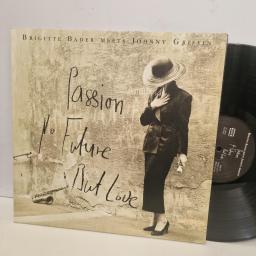 BRIGITTE BADER MEETS JOHNNY GRIFFIN
Passion
No Future
But Love